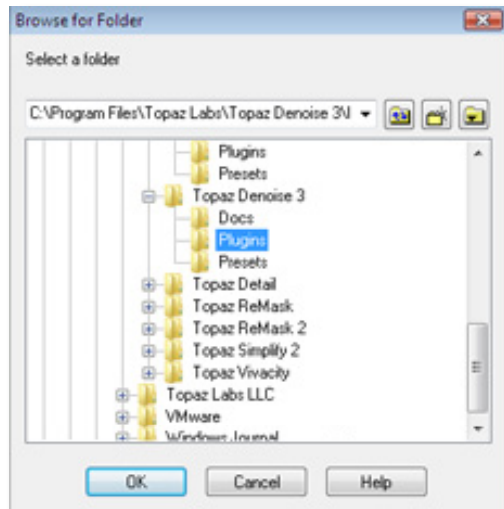 Browse for Folder
Select a folder
C:\Program Files\Topaz Labs\Topaz Denoise 3\
Plugins
Presets
Topaz Denoise 3
Docs
Plugins
Presets
Topaz Detail
Topaz ReMask
Topaz ReMask 2
Topaz Simplify 2
Topaz Vivacity
Topaz Labs LLC
VMware
Windows Journal
OK Cancel Help